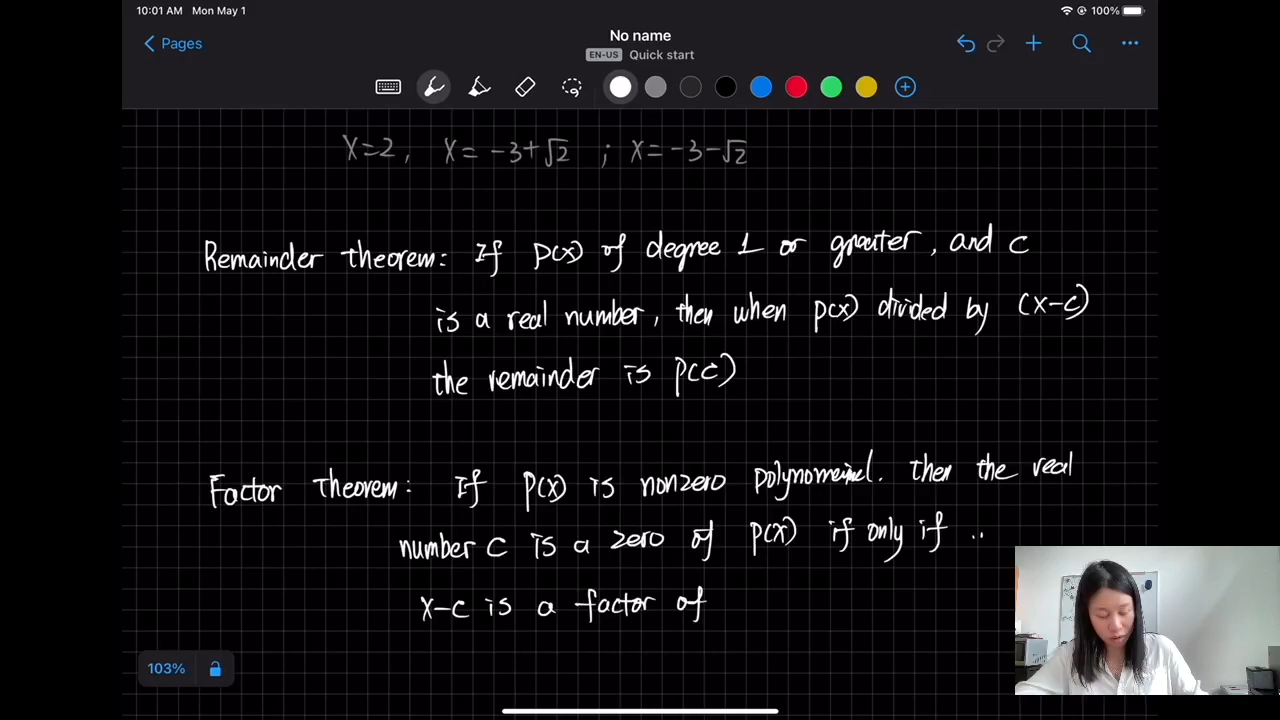 10:01 AM Mon May 1
100%
Pages
No name
EN-US Quick start
x=2, x= -3+√2 ; x= -3-√2
Remainder theorem: If p(x) of degree 1 or greater, and c
is a real number, then when p(x) divided by (x-c)
the remainder is p(c)
Factor Theorem: If p(x) is nonzero polynomial. then the real
number c is a zero of p(x) if only if ..
x-c is a factor of
103%